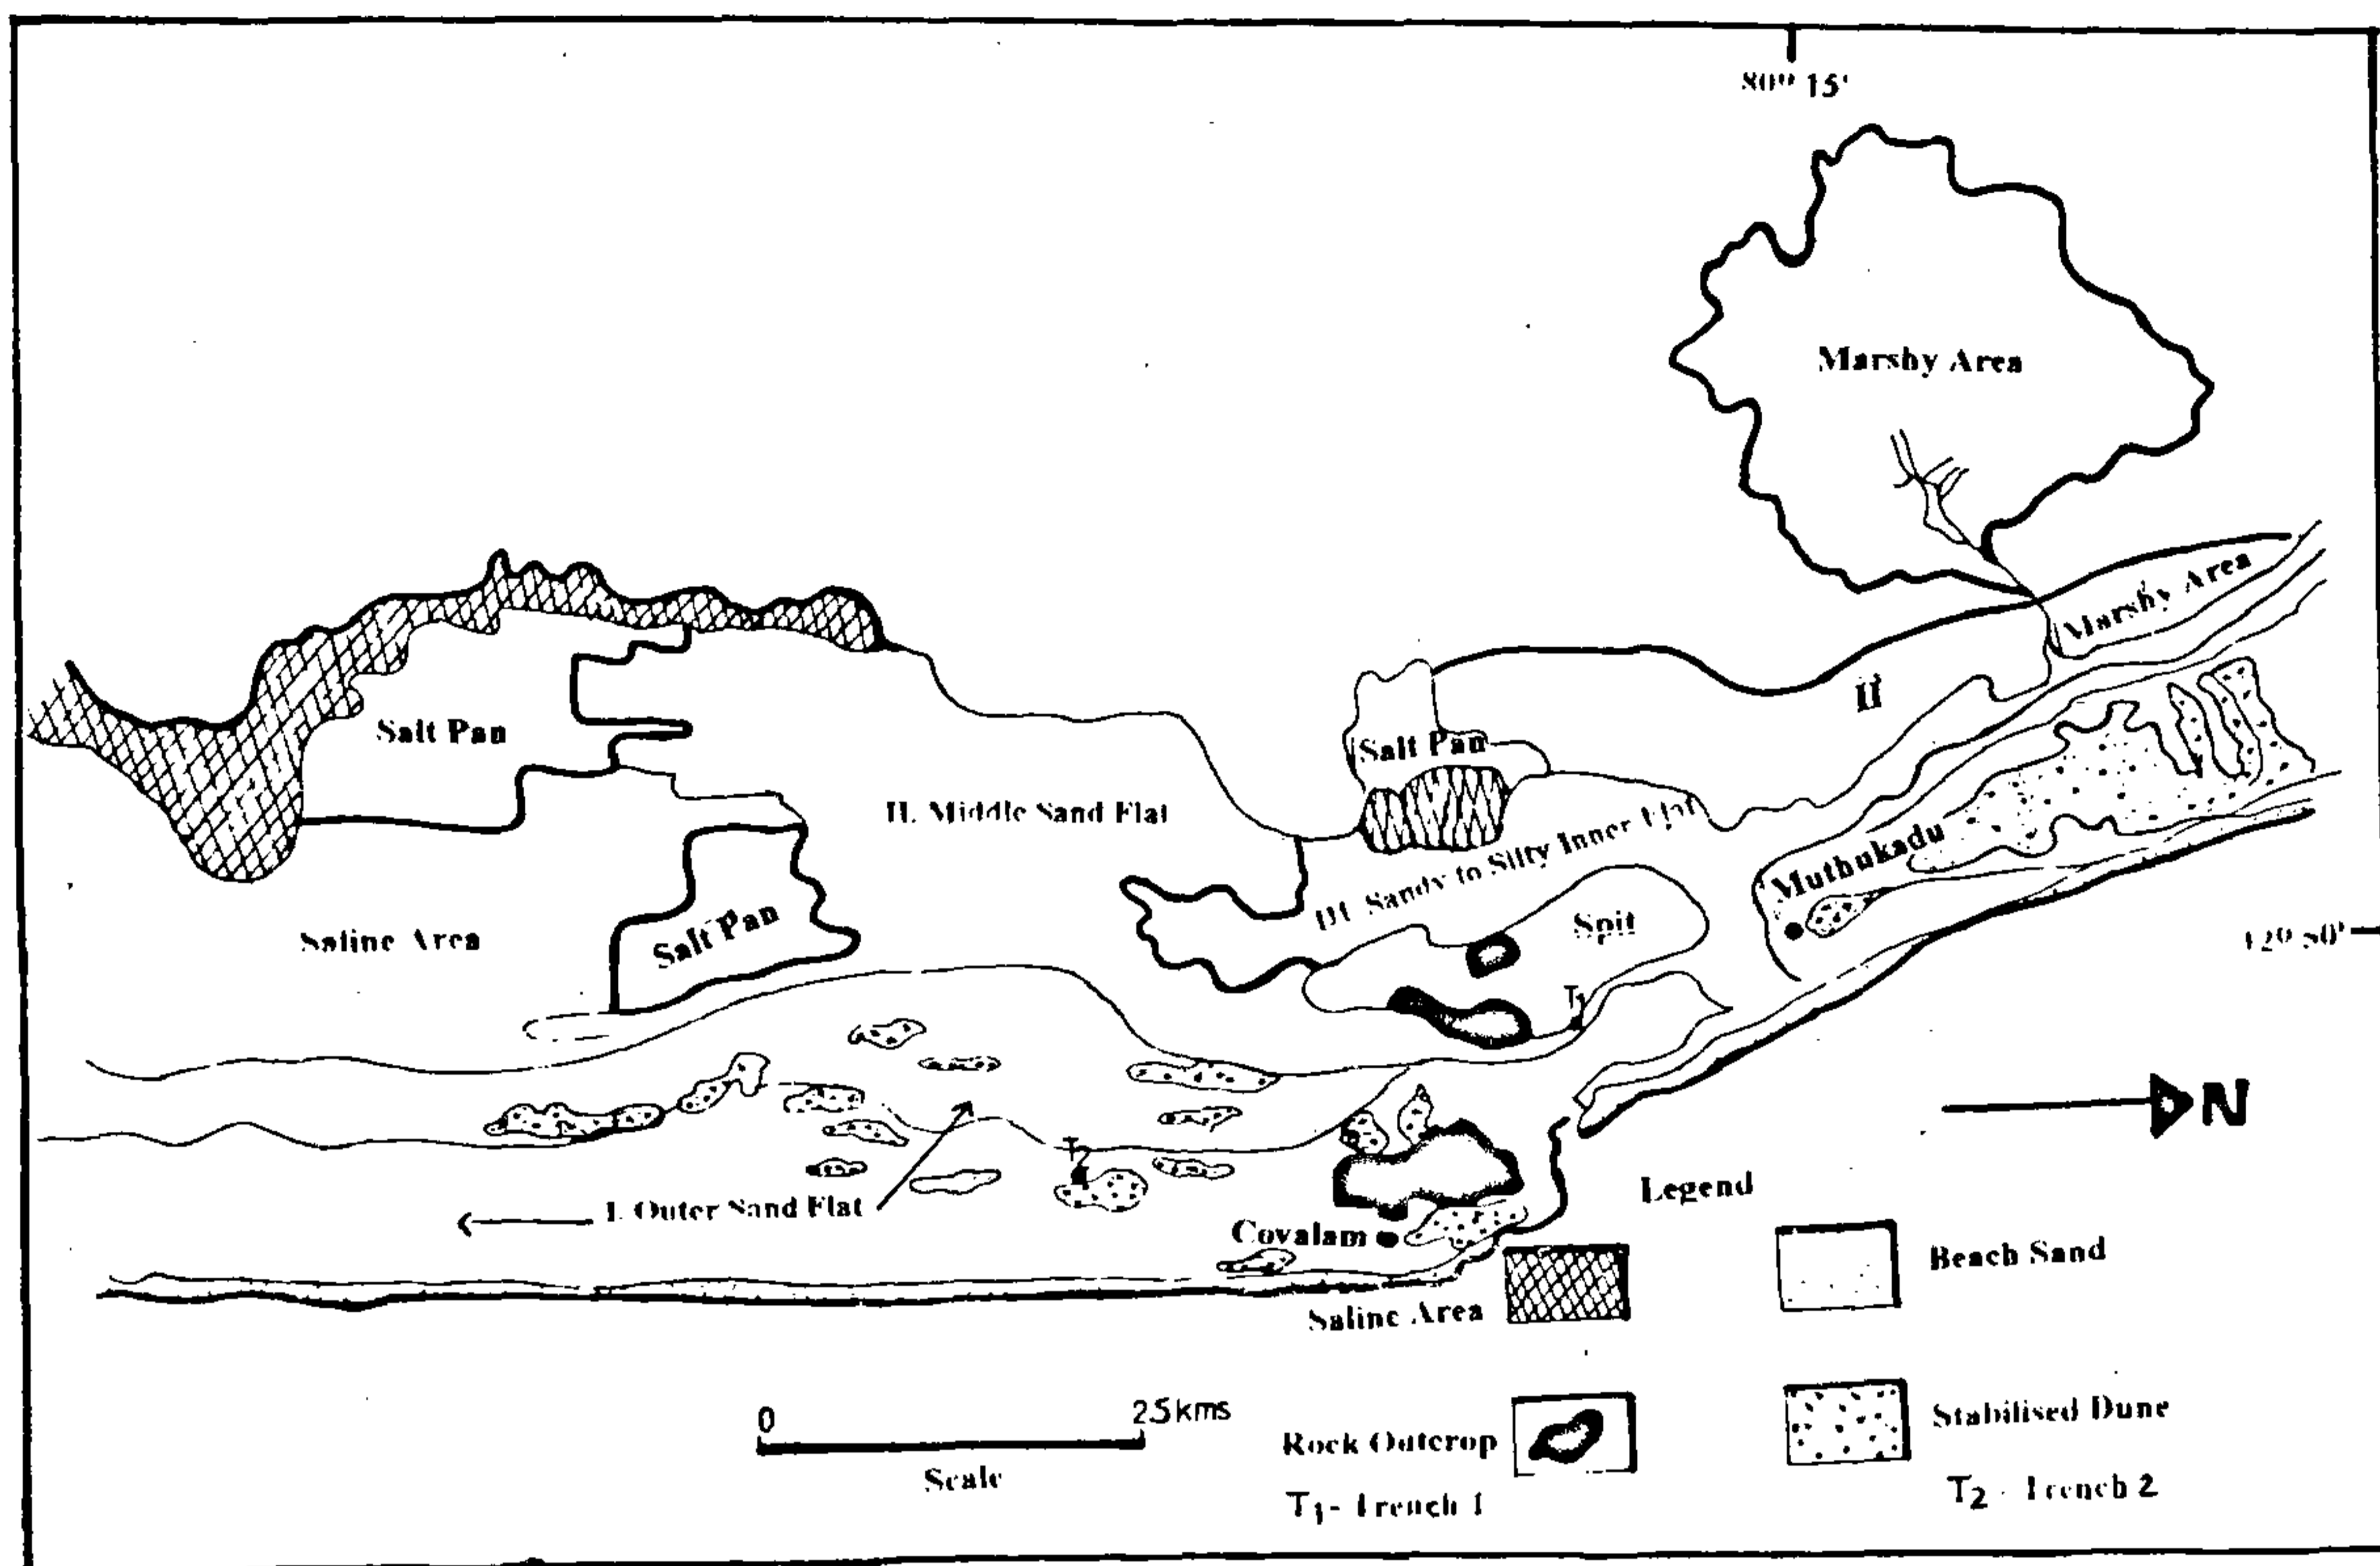 80° 15'
Marshy Area
Marshy Area
II
Salt Pan
Salt Pan
II. Middle Sand Flat
III. Sandy to Silty Inner Flat
Muthukadu
Saline Area
Salt Pan
Spit
12° 50'
T1
N
T2
I. Outer Sand Flat
Covalam
Legend
Saline Area
Beach Sand
0
25kms
Scale
Rock Outcrop
Stabilised Dune
T1 - Trench 1
T2 - Trench 2